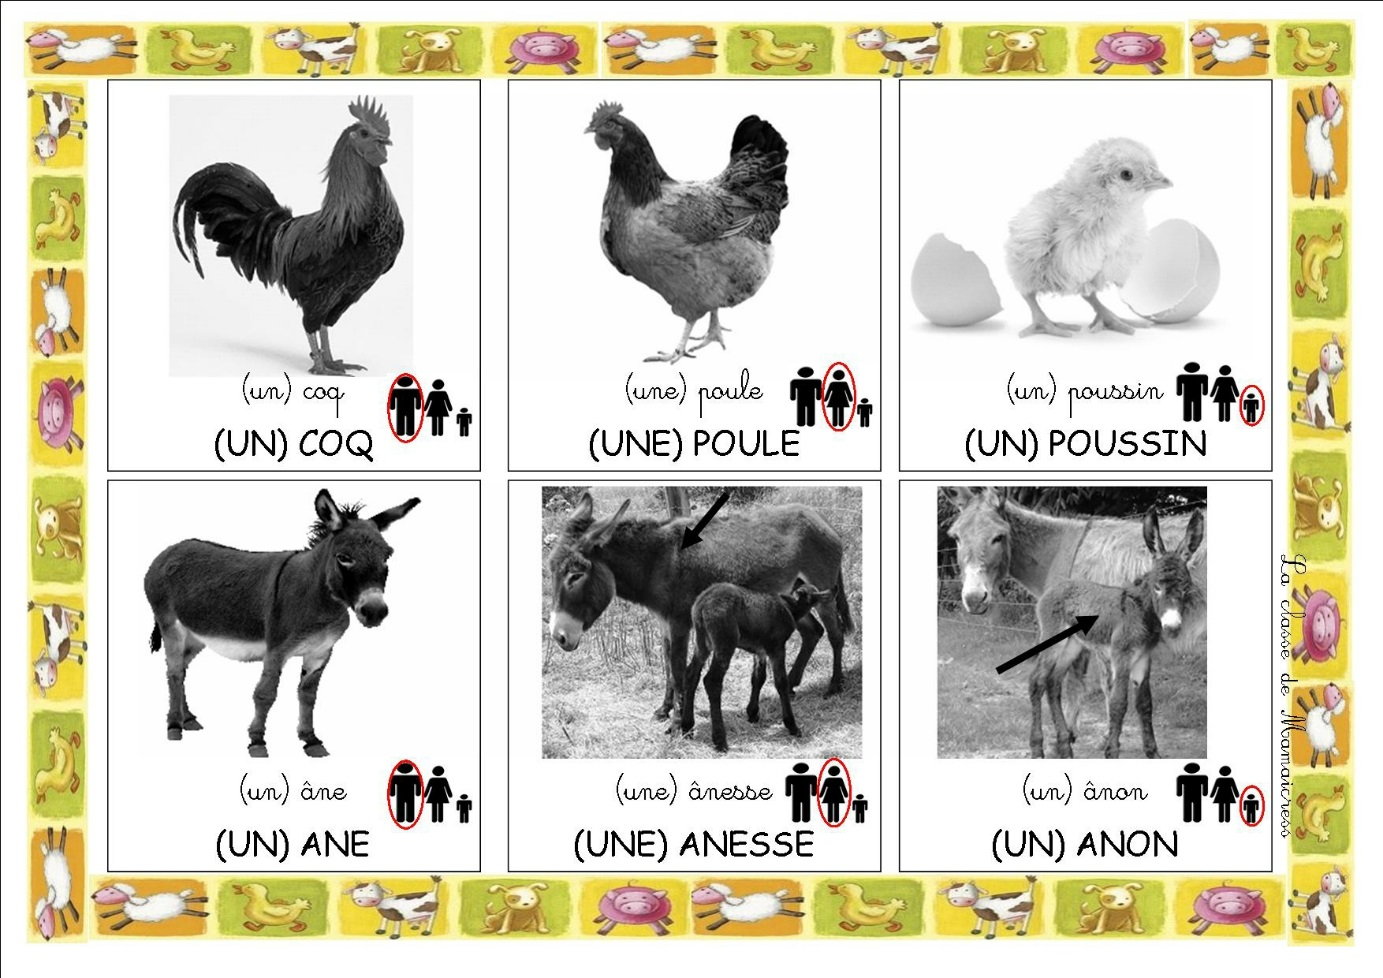 (un) coq
(UN) COQ
(une) poule
(UNE) POULE
(un) poussin
(UN) POUSSIN
(un) âne
(UN) ANE
(une) ânesse
(UNE) ANESSE
(un) ânon
(UN) ANON
La classe de Mamaicress